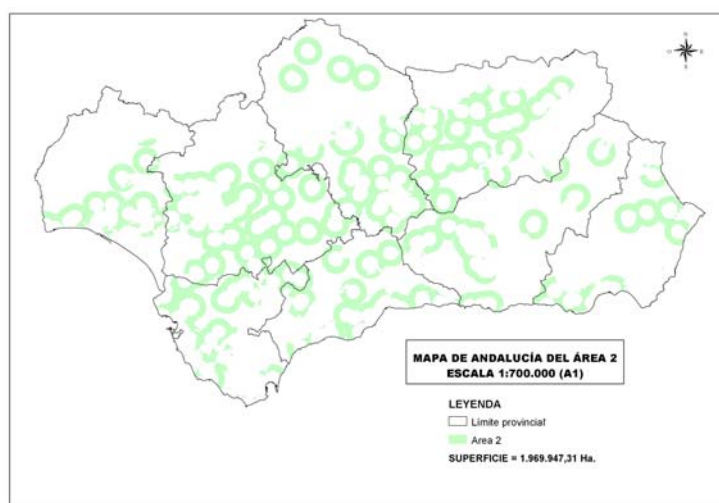 MAPA DE ANDALUCÍA DEL ÁREA 2
ESCALA 1:700.000 (A1)
LEYENDA
Límite provincial
Area 2
SUPERFICIE = 1.969.947,31 Ha.